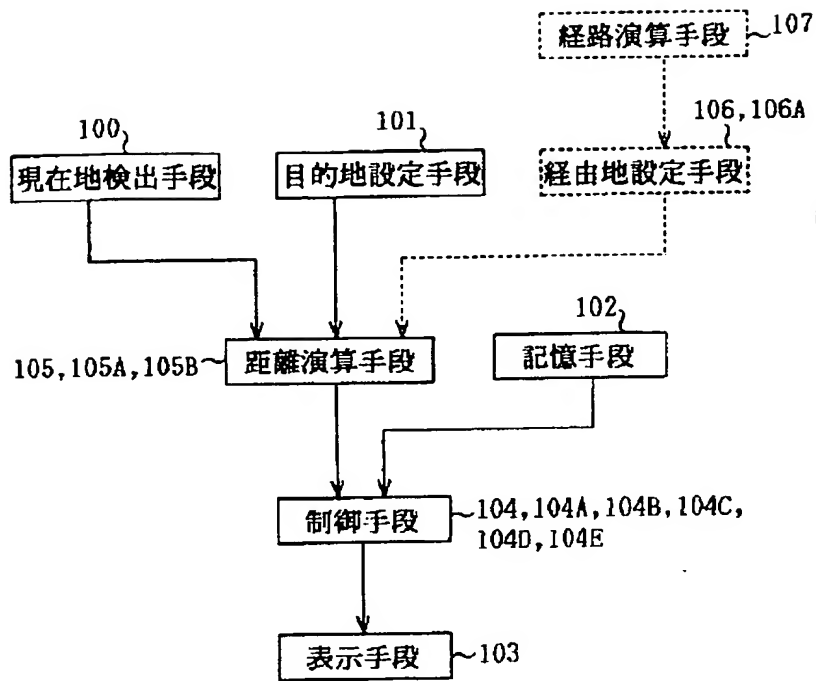 経路演算手段
107
106,106A
100
101
現在地検出手段
目的地設定手段
経由地設定手段
102
105,105A,105B
距離演算手段
記憶手段
制御手段
104,104A,104B,104C,
104D,104E
表示手段
103